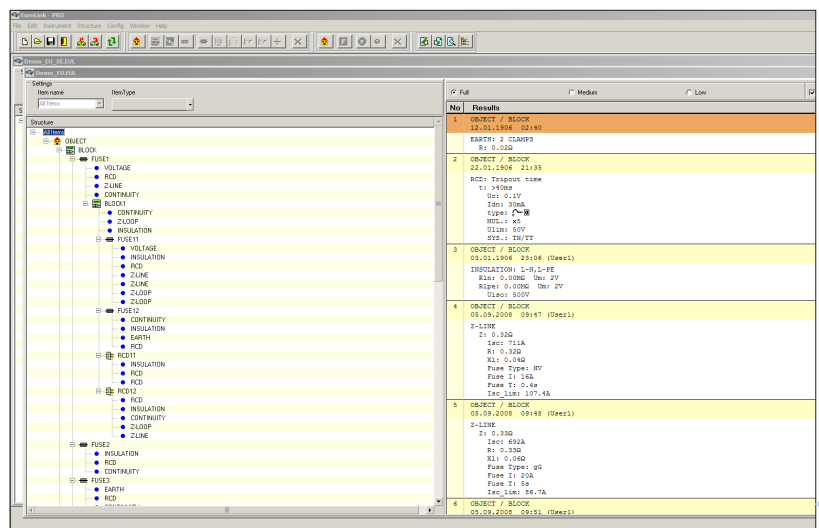 EuroLink - PRO
File Edit Instrument Structure Config Window Help
Demo_EU_XE.EUL
Demo_EU.EUL
Settings
Item name ItemType
All Items
Structure
All Items
OBJECT
BLOCK
FUSE1
VOLTAGE
RCD
Z-LINE
CONTINUITY
BLOCK1
CONTINUITY
Z-LOOP
INSULATION
FUSE11
VOLTAGE
INSULATION
RCD
Z-LINE
Z-LINE
Z-LOOP
Z-LOOP
FUSE12
CONTINUITY
INSULATION
EARTH
RCD
RCD11
INSULATION
RCD
RCD
RCD12
RCD
INSULATION
CONTINUITY
Z-LOOP
Z-LINE
FUSE2
INSULATION
RCD
CONTINUITY
FUSE3
EARTH
RCD
Full Medium Low
No Results
1 OBJECT / BLOCK
12.01.1906 02:40
EARTH: 2 CLAMPS
R: 0.02Ω
2 OBJECT / BLOCK
22.01.1906 21:35
RCD: Tripout time
t: >40ms
Uc: 0.1V
Idn: 30mA
type:
MUL.: x5
Ulim: 50V
SYS.: TN/TT
3 OBJECT / BLOCK
03.01.1906 23:06 (User1)
INSULATION: L-N,L-PE
Rln: 0.00MΩ Um: 2V
Rlpe: 0.00MΩ Um: 2V
Uiso: 500V
4 OBJECT / BLOCK
05.09.2008 09:47 (User1)
Z-LINE
Z: 0.32Ω
Isc: 711A
R: 0.32Ω
Xl: 0.04Ω
Fuse Type: NV
Fuse I: 16A
Fuse T: 0.4s
Isc_lim: 107.4A
5 OBJECT / BLOCK
05.09.2008 09:48 (User1)
Z-LINE
Z: 0.33Ω
Isc: 692A
R: 0.33Ω
Xl: 0.06Ω
Fuse Type: gG
Fuse I: 20A
Fuse T: 5s
Isc_lim: 86.7A
6 OBJECT / BLOCK
05.09.2008 09:51 (User1)